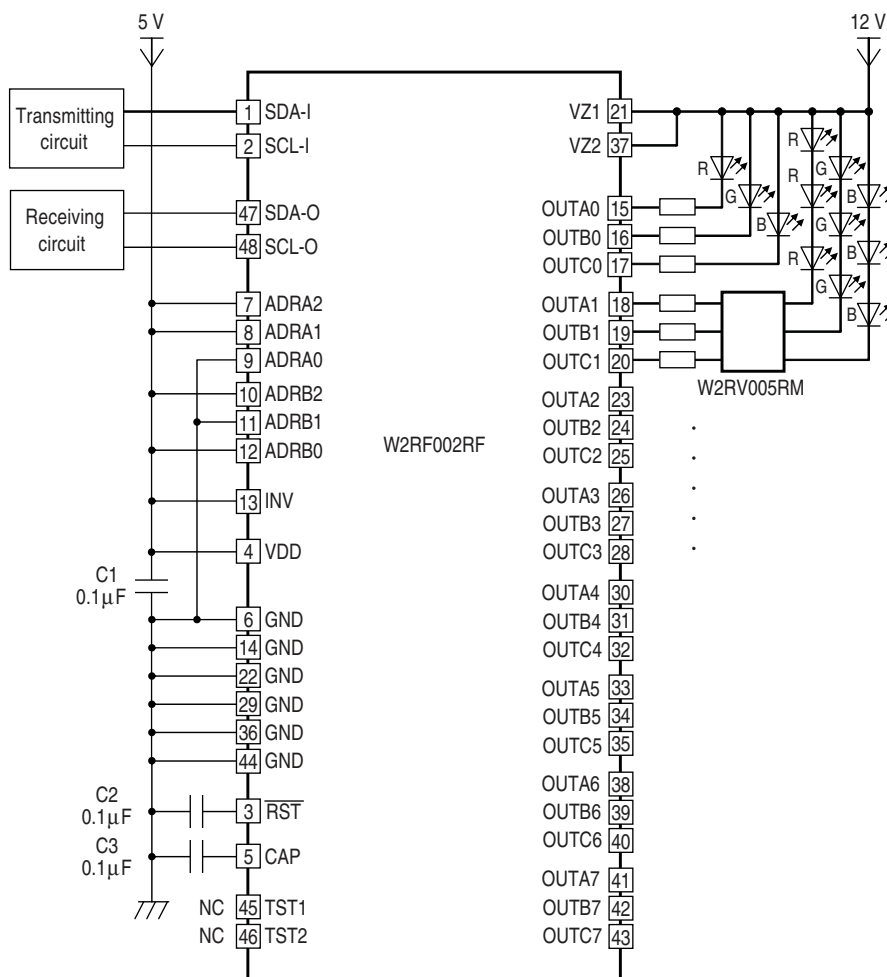 5 V
12 V
Transmitting
circuit
1 SDA-I
2 SCL-I
Receiving
circuit
47 SDA-O
48 SCL-O
7 ADRA2
8 ADRA1
9 ADRA0
10 ADRB2
11 ADRB1
12 ADRB0
13 INV
4 VDD
C1
0.1μF
6 GND
14 GND
22 GND
29 GND
36 GND
44 GND
C2
0.1μF
3 RST
C3
0.1μF
5 CAP
NC 45 TST1
NC 46 TST2
W2RF002RF
VZ1 21
VZ2 37
OUTA0 15
OUTB0 16
OUTC0 17
OUTA1 18
OUTB1 19
OUTC1 20
R
G
B
R
R
R
G
G
G
B
B
B
W2RV005RM
OUTA2 23
OUTB2 24
OUTC2 25
OUTA3 26
OUTB3 27
OUTC3 28
OUTA4 30
OUTB4 31
OUTC4 32
OUTA5 33
OUTB5 34
OUTC5 35
OUTA6 38
OUTB6 39
OUTC6 40
OUTA7 41
OUTB7 42
OUTC7 43